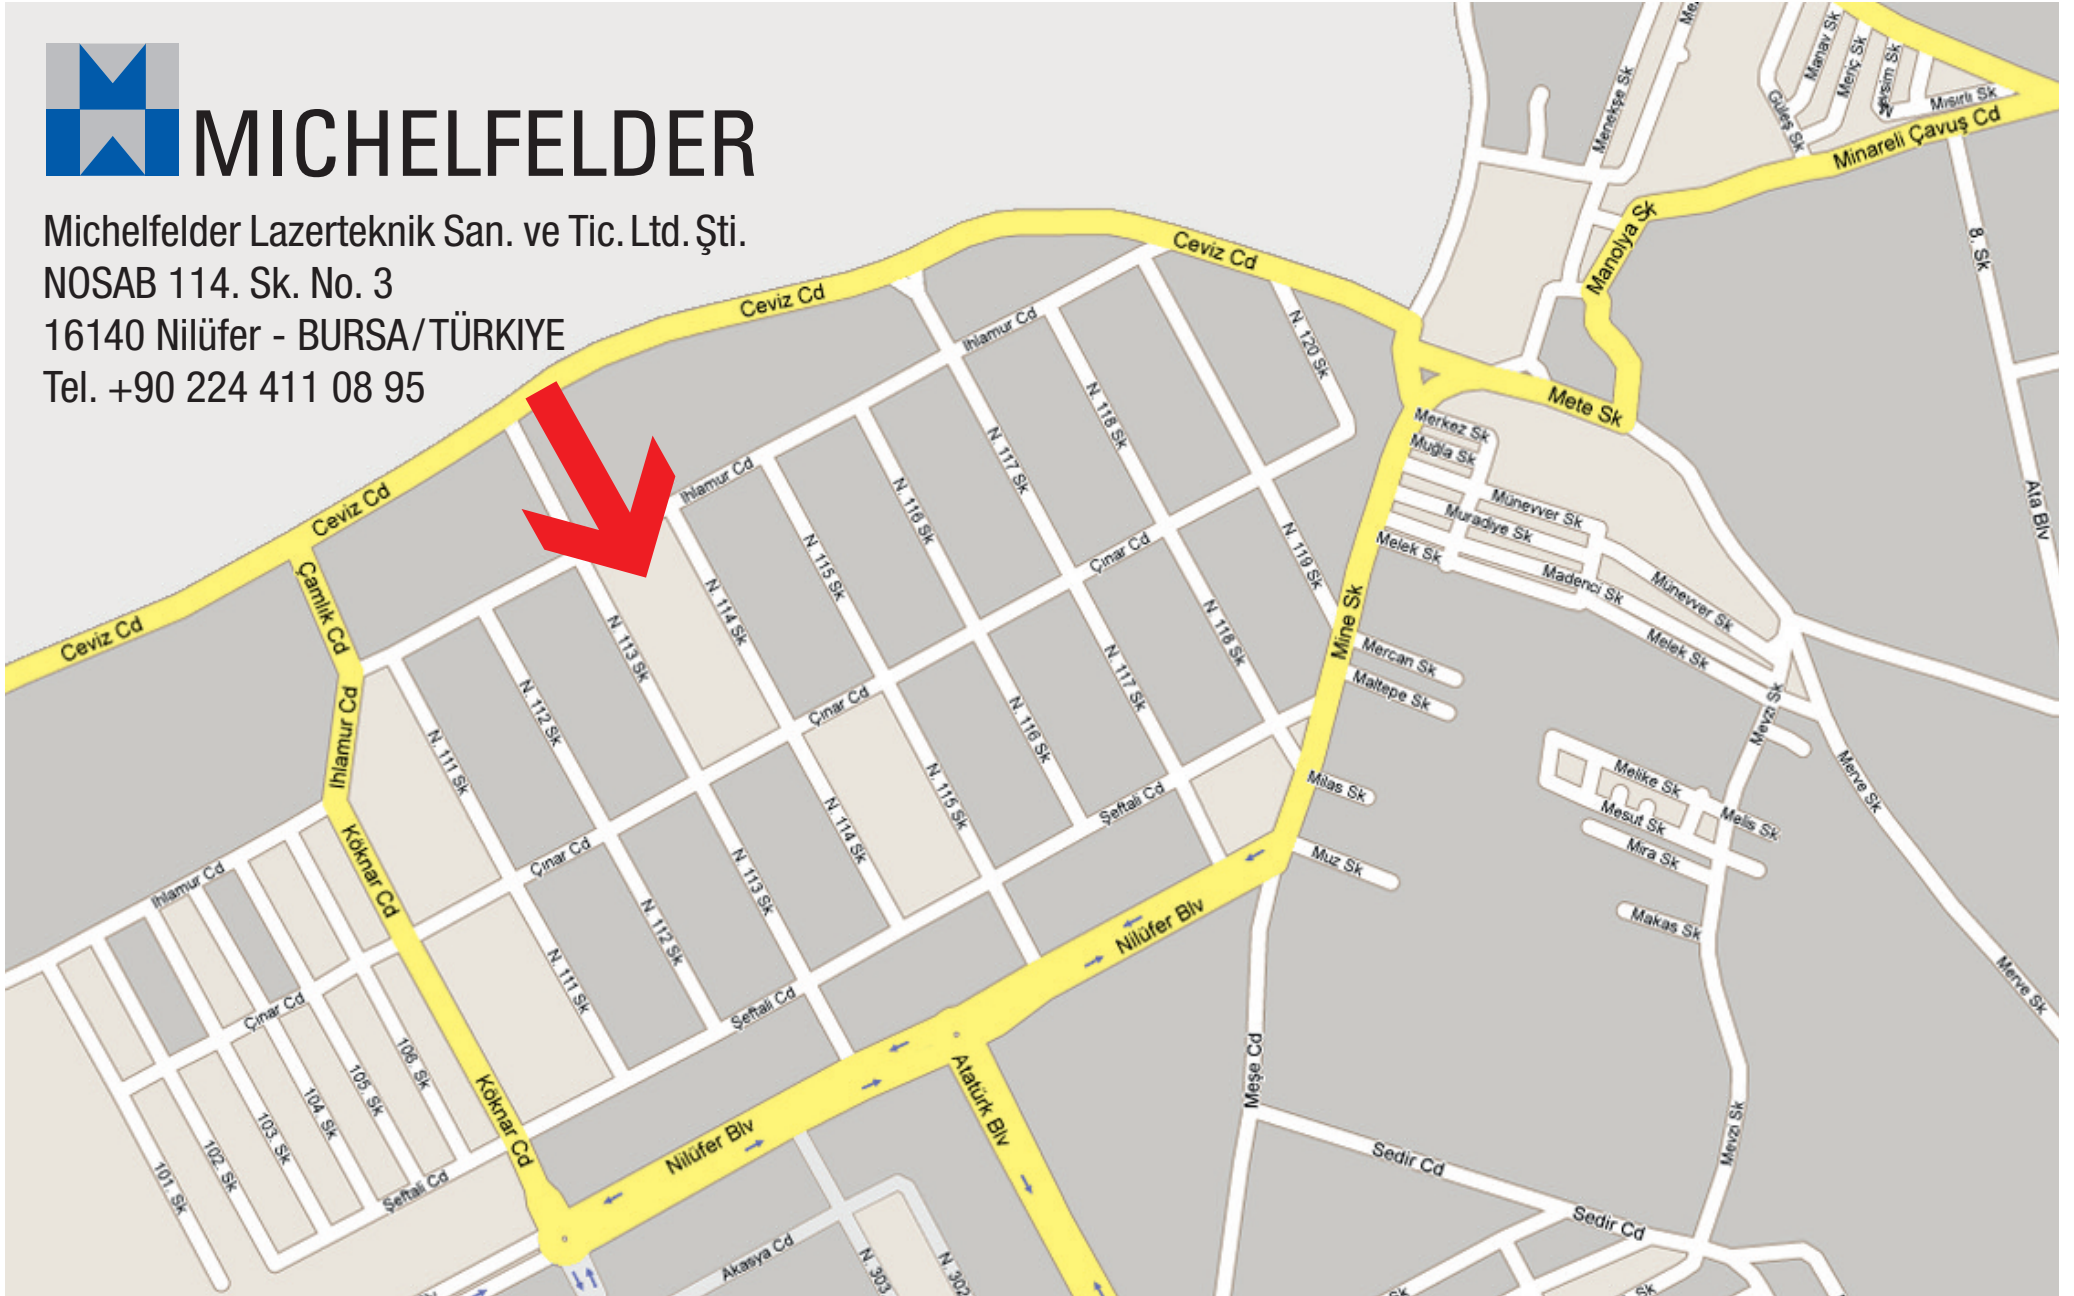 MICHELFELDER
Michelfelder Lazerteknik San. ve Tic. Ltd. Şti.
NOSAB 114. Sk. No. 3
16140 Nilüfer - BURSA/TÜRKIYE
Tel. +90 224 411 08 95
Manav Sk
Meriç Sk
Mısırlı Sk
Güleş Sk
Menekşe Sk
Minareli Çavuş Cd
Manolya Sk
8. Sk
Ceviz Cd
Ceviz Cd
Ihlamur Cd
N. 120 Sk
Mete Sk
N. 118 Sk
Merkez Sk
Muğla Sk
N. 117 Sk
Ihlamur Cd
Ceviz Cd
N. 116 Sk
Münevver Sk
Muradiye Sk
Ata Blv
Melek Sk
Çınar Cd
N. 119 Sk
N. 115 Sk
Madenci Sk
Münevver Sk
Çamlık Cd
N. 114 Sk
Mine Sk
Ceviz Cd
N. 113 Sk
N. 118 Sk
Melek Sk
Mercan Sk
Maltepe Sk
N. 117 Sk
N. 112 Sk
Çınar Cd
Mevzi Sk
Ihlamur Cd
N. 116 Sk
N. 111 Sk
Milas Sk
Melike Sk
Merve Sk
N. 115 Sk
Şeftali Cd
Mesut Sk
Melis Sk
N. 114 Sk
Mira Sk
Köknar Cd
Çınar Cd
Muz Sk
Ihlamur Cd
N. 113 Sk
N. 112 Sk
Nilüfer Blv
Makas Sk
N. 111 Sk
Merve Sk
Şeftali Cd
Çınar Cd
106. Sk
105. Sk
104. Sk
103. Sk
102. Sk
101. Sk
Meşe Cd
Atatürk Blv
Köknar Cd
Nilüfer Blv
Mevzi Sk
Sedir Cd
Şeftali Cd
Sedir Cd
Akasya Cd
N. 303
N. 302
Sk
Sk